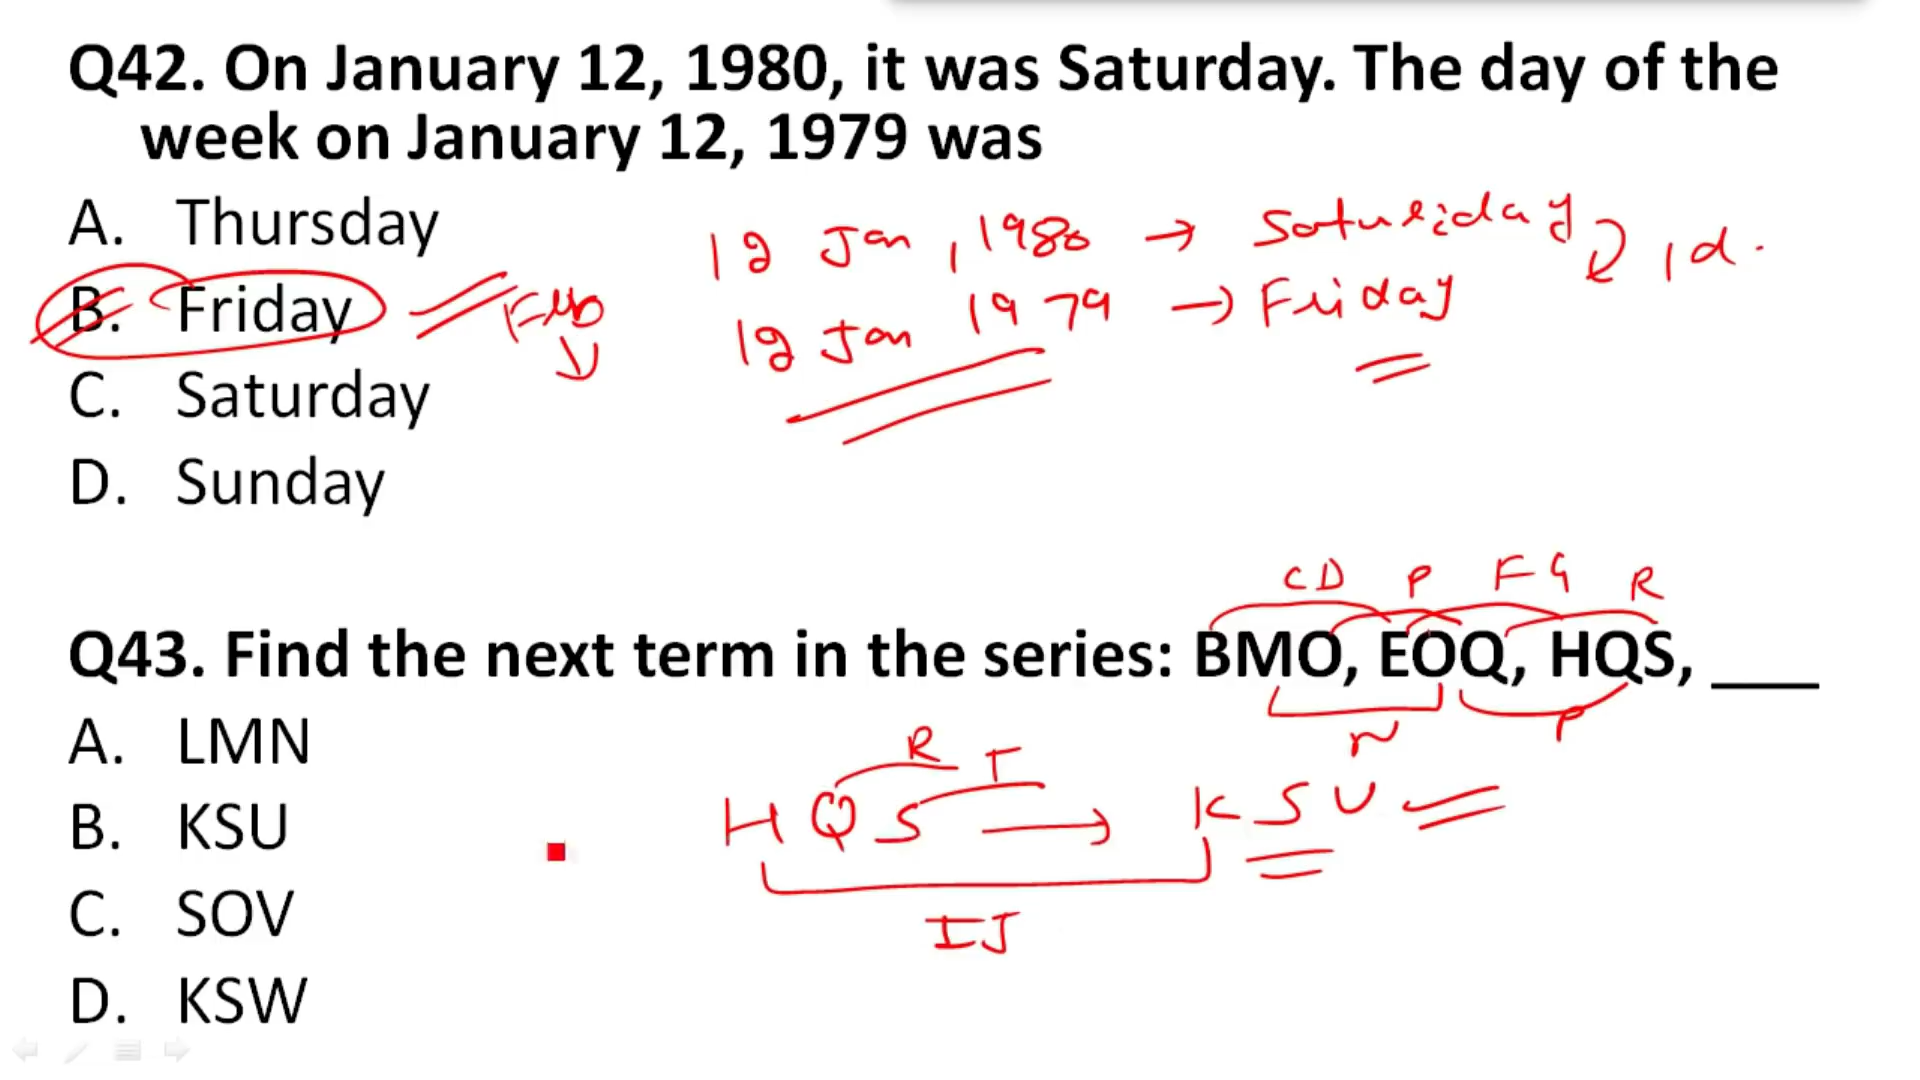 Q42. On January 12, 1980, it was Saturday. The day of the
week on January 12, 1979 was
A. Thursday
12 Jan, 1980 → Saturday
1d.
B. Friday
Feb
12 Jan 1979 → Friday
C. Saturday
D. Sunday
CD P FG R
Q43. Find the next term in the series: BMO, EOQ, HQS, ____
N P
A. LMN
R T
B. KSU
HQS → KSU
C. SOV
IJ
D. KSW